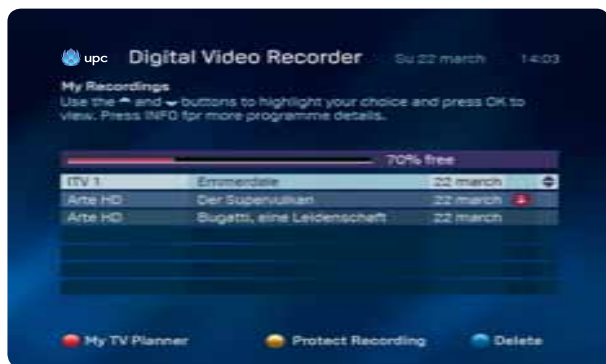 upc Digital Video Recorder Su 22 march 14:03
My Recordings
Use the and buttons to highlight your choice and press OK to
view. Press INFO fpr more programme details.
70% free
ITV 1 Emmerdale 22 march
Arte HD Der Supervulkan 22 march
Arte HD Bugatti, eine Leidenschaft 22 march
My TV Planner Protect Recording Delete